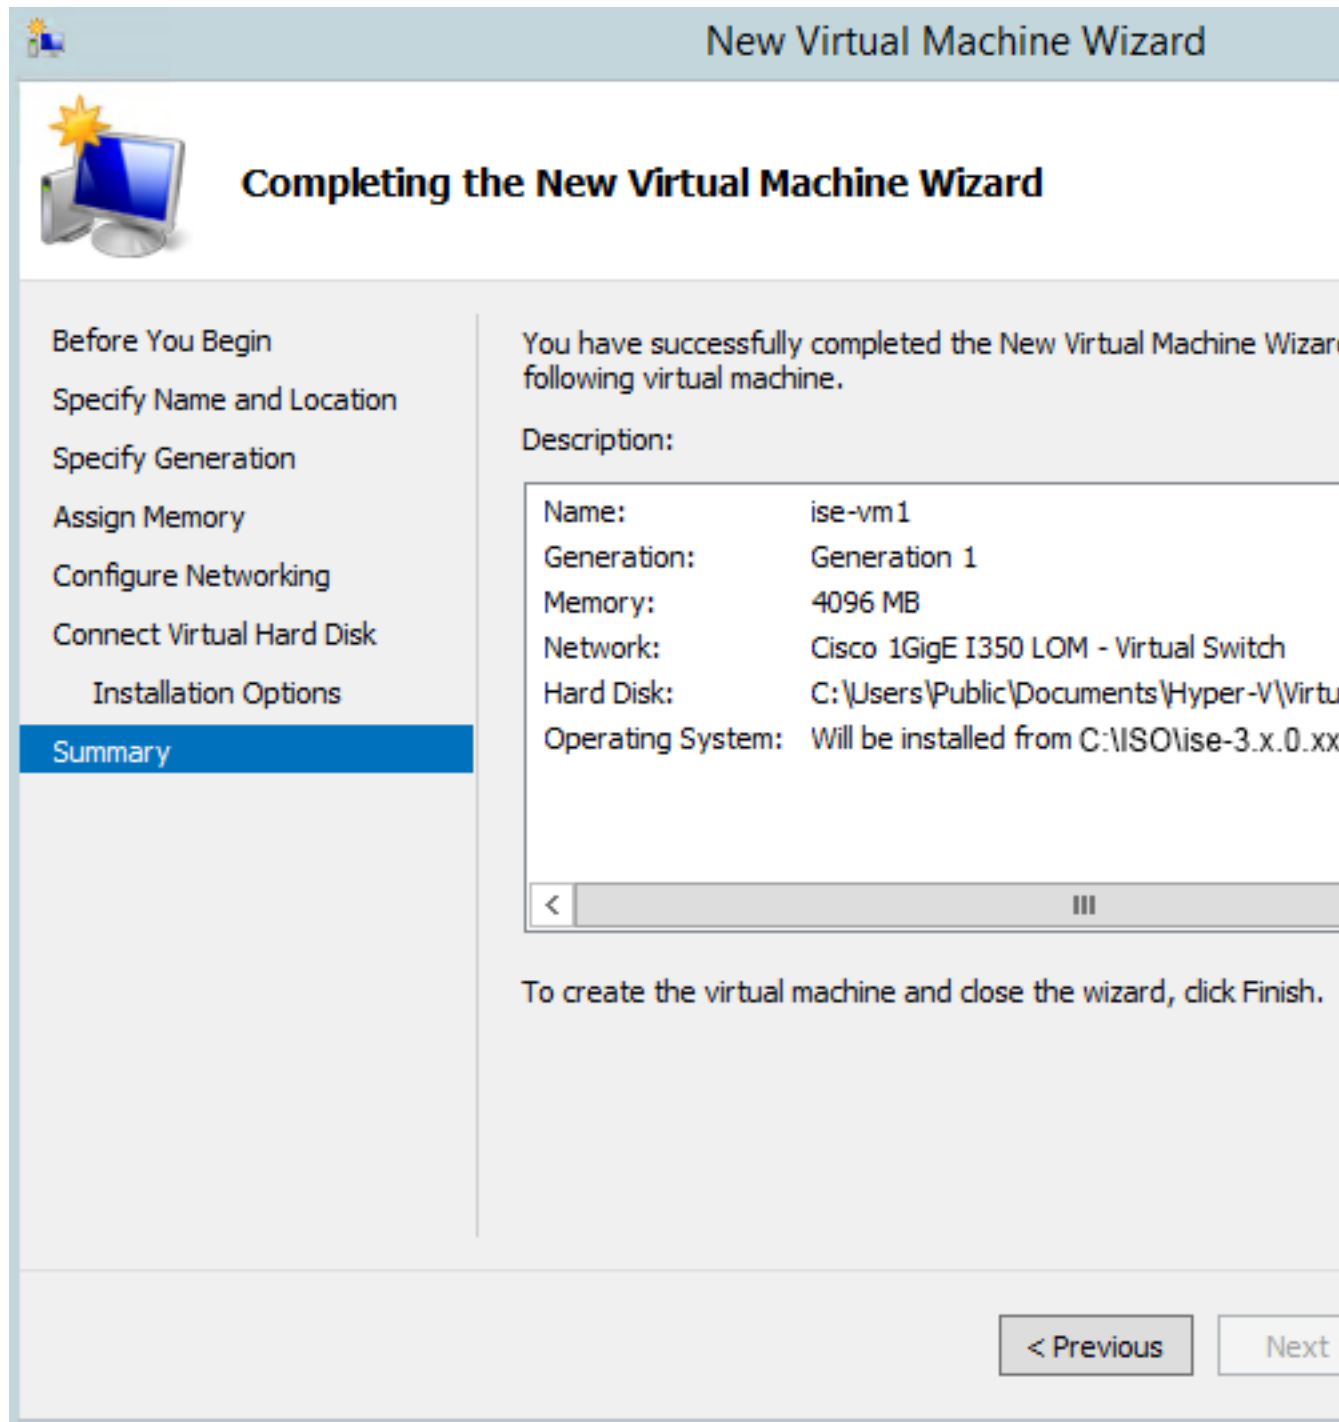 New Virtual Machine Wizard
Completing the New Virtual Machine Wizard
Before You Begin
Specify Name and Location
Specify Generation
Assign Memory
Configure Networking
Connect Virtual Hard Disk
Installation Options
Summary
You have successfully completed the New Virtual Machine Wizard
following virtual machine.
Description:
Name: ise-vm1
Generation: Generation 1
Memory: 4096 MB
Network: Cisco 1GigE I350 LOM - Virtual Switch
Hard Disk: C:\Users\Public\Documents\Hyper-V\Virtu
Operating System: Will be installed from C:\ISO\ise-3.x.0.xx
To create the virtual machine and close the wizard, click Finish.
< Previous
Next